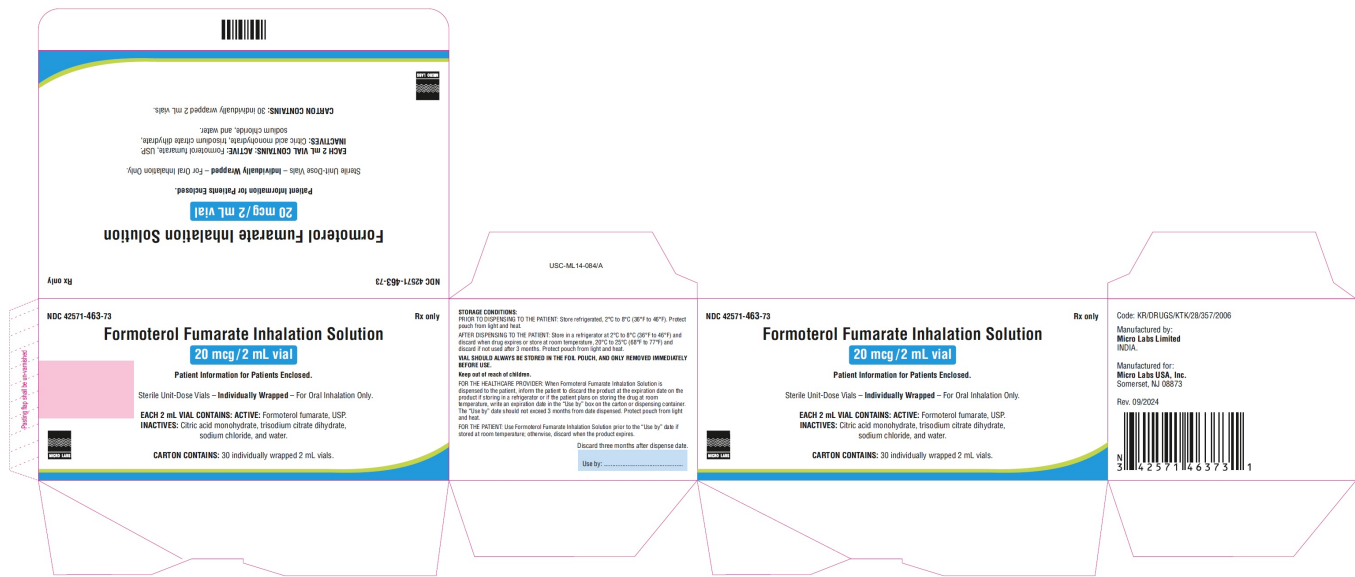 MICRO LABS
CARTON CONTAINS: 30 individually wrapped 2 mL vials.
sodium chloride, and water.
INACTIVES: Citric acid monohydrate, trisodium citrate dihydrate,
EACH 2 mL VIAL CONTAINS: ACTIVE: Formoterol fumarate, USP.
Sterile Unit-Dose Vials – Individually Wrapped – For Oral Inhalation Only.
Patient Information for Patients Enclosed.
20 mcg/2 mL vial
Formoterol Fumarate Inhalation Solution
Rx only
NDC 42571-463-73
Pasting flap shall be un-varnished
NDC 42571-463-73
Rx only
Formoterol Fumarate Inhalation Solution
20 mcg/2 mL vial
Patient Information for Patients Enclosed.
Sterile Unit-Dose Vials – Individually Wrapped – For Oral Inhalation Only.
EACH 2 mL VIAL CONTAINS: ACTIVE: Formoterol fumarate, USP.
INACTIVES: Citric acid monohydrate, trisodium citrate dihydrate,
sodium chloride, and water.
MICRO LABS
CARTON CONTAINS: 30 individually wrapped 2 mL vials.
USC-ML14-084/A
STORAGE CONDITIONS:
PRIOR TO DISPENSING TO THE PATIENT: Store refrigerated, 2°C to 8°C (36°F to 46°F). Protect
pouch from light and heat.
AFTER DISPENSING TO THE PATIENT: Store in a refrigerator at 2°C to 8°C (36°F to 46°F) and
discard when drug expires or store at room temperature, 20°C to 25°C (68°F to 77°F) and
discard if not used after 3 months. Protect pouch from light and heat.
VIAL SHOULD ALWAYS BE STORED IN THE FOIL POUCH, AND ONLY REMOVED IMMEDIATELY
BEFORE USE.
Keep out of reach of children.
FOR THE HEALTHCARE PROVIDER: When Formoterol Fumarate Inhalation Solution is
dispensed to the patient, inform the patient to discard the product at the expiration date on the
product if storing in a refrigerator or if the patient plans on storing the drug at room
temperature, write an expiration date in the "Use by" box on the carton or dispensing container.
The "Use by" date should not exceed 3 months from date dispensed. Protect pouch from light
and heat.
FOR THE PATIENT: Use Formoterol Fumarate Inhalation Solution prior to the "Use by" date if
stored at room temperature; otherwise, discard when the product expires.
Discard three months after dispense date.
Use by: ................................................
NDC 42571-463-73
Rx only
Formoterol Fumarate Inhalation Solution
20 mcg/2 mL vial
Patient Information for Patients Enclosed.
Sterile Unit-Dose Vials – Individually Wrapped – For Oral Inhalation Only.
EACH 2 mL VIAL CONTAINS: ACTIVE: Formoterol fumarate, USP.
INACTIVES: Citric acid monohydrate, trisodium citrate dihydrate,
sodium chloride, and water.
MICRO LABS
CARTON CONTAINS: 30 individually wrapped 2 mL vials.
Code: KR/DRUGS/KTK/28/357/2006
Manufactured by:
Micro Labs Limited
INDIA.
Manufactured for:
Micro Labs USA, Inc.
Somerset, NJ 08873
Rev. 09/2024
N
3 42571 46373 1